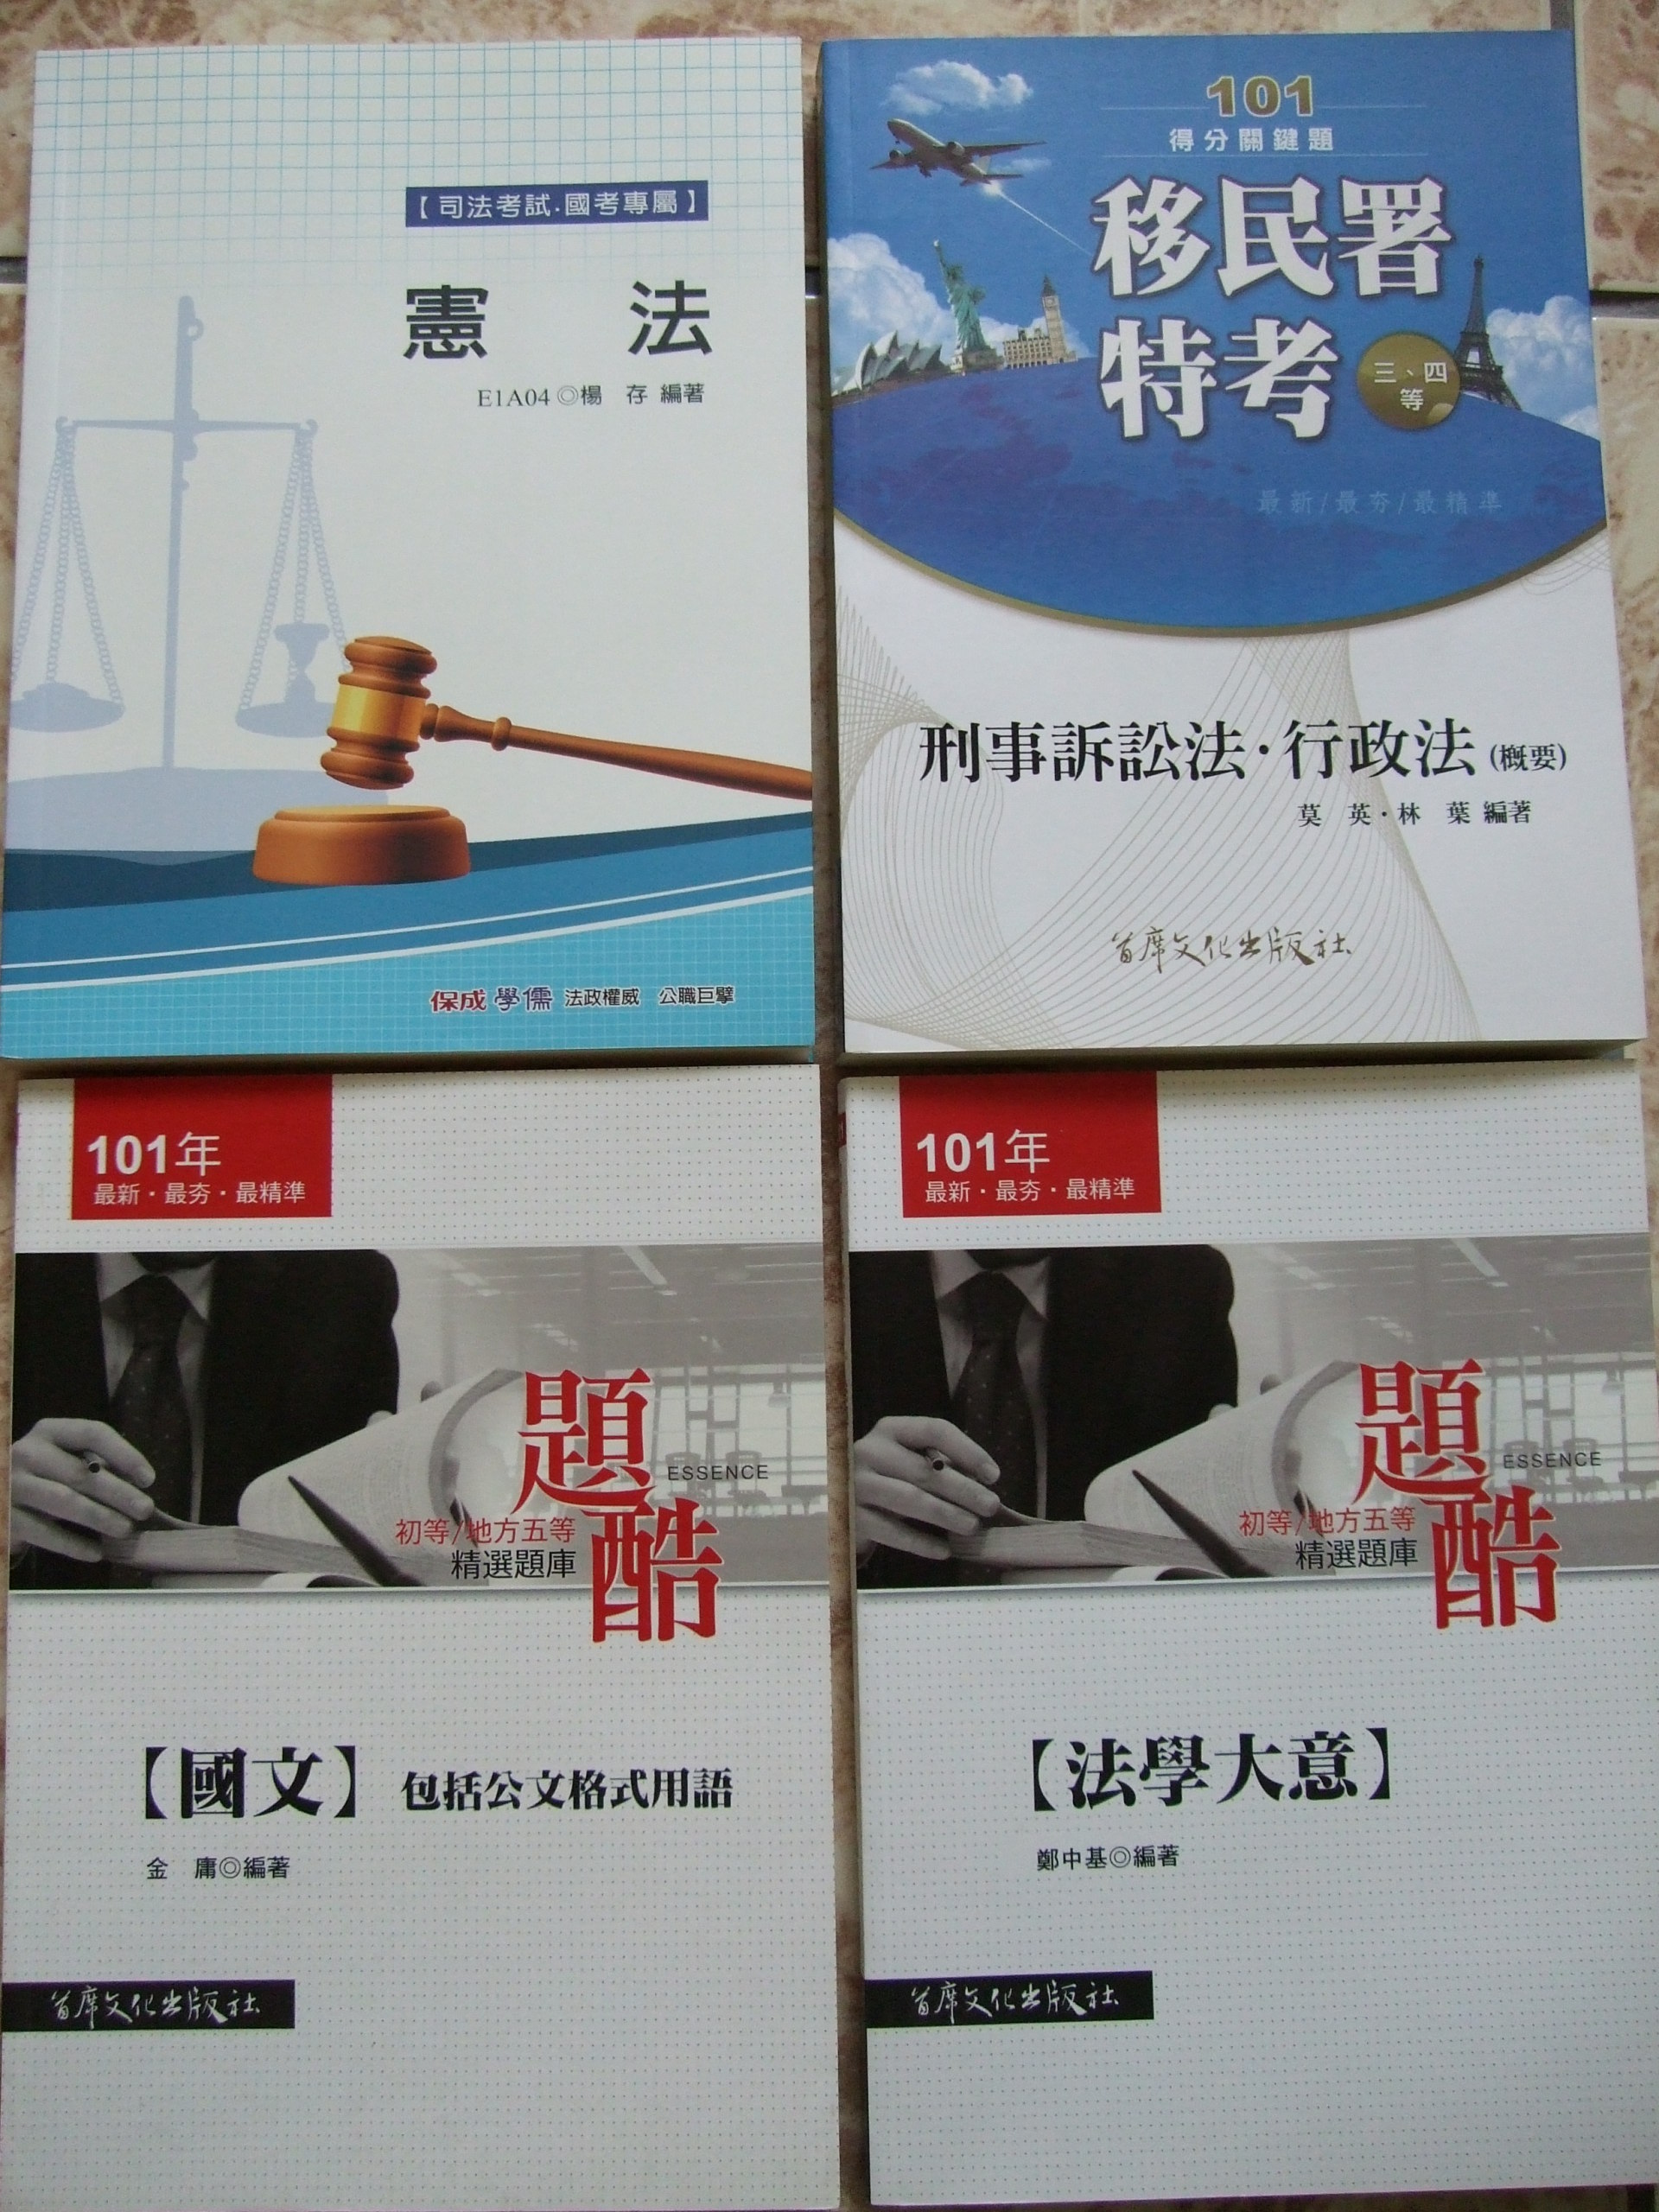 【司法考試·國考專屬】
憲 法
E1A04◎楊 存 編著
保成 學儒 法政權威 公職巨擘
101
得分關鍵題
移民署
特考
三、四
等
最新/最夯/最精準
刑事訴訟法·行政法(概要)
莫 英·林 葉 編著
首席文化出版社
101年
最新·最夯·最精準
題酷
ESSENCE
初等/地方五等
精選題庫
【國文】 包括公文格式用語
金 庸◎編著
首席文化出版社
101年
最新·最夯·最精準
題酷
ESSENCE
初等/地方五等
精選題庫
【法學大意】
鄭中基◎編著
首席文化出版社